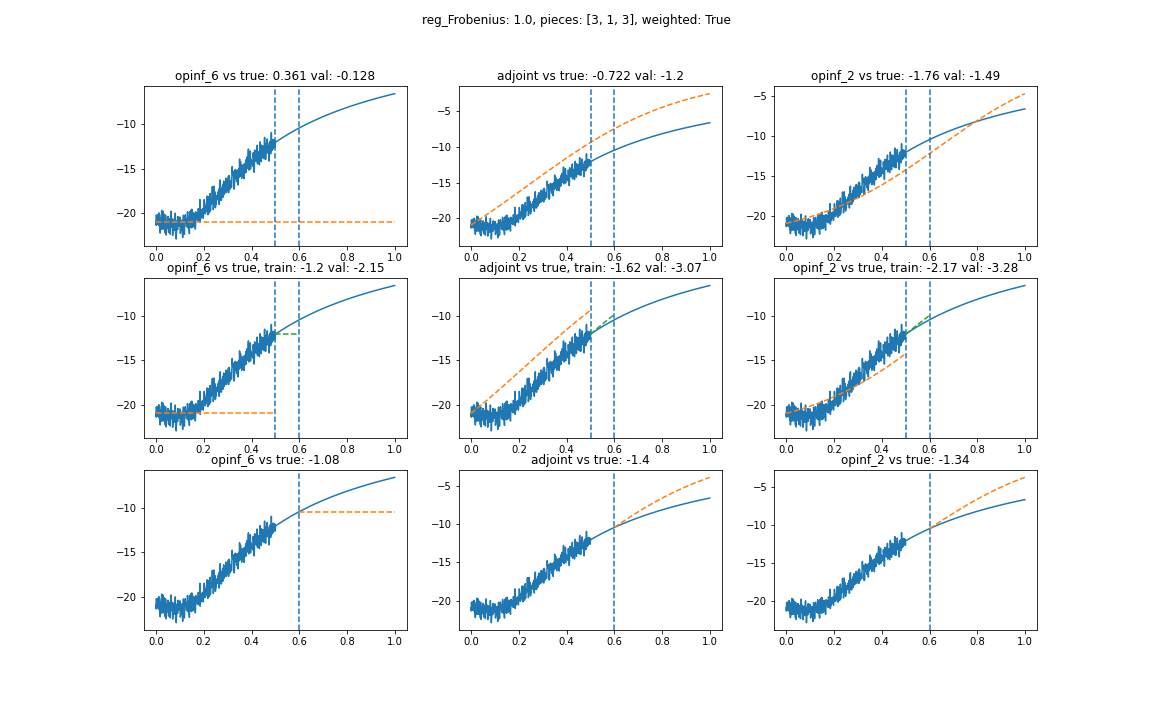 reg_Frobenius: 1.0, pieces: [3, 1, 3], weighted: True
opinf_6 vs true: 0.361 val: -0.128
−10
−15
−20
0.0 0.2 0.4 0.6 0.8 1.0
adjoint vs true: -0.722 val: -1.2
−5
−10
−15
−20
0.0 0.2 0.4 0.6 0.8 1.0
opinf_2 vs true: -1.76 val: -1.49
−5
−10
−15
−20
0.0 0.2 0.4 0.6 0.8 1.0
opinf_6 vs true, train: -1.2 val: -2.15
−10
−15
−20
0.0 0.2 0.4 0.6 0.8 1.0
adjoint vs true, train: -1.62 val: -3.07
−10
−15
−20
0.0 0.2 0.4 0.6 0.8 1.0
opinf_2 vs true, train: -2.17 val: -3.28
−10
−15
−20
0.0 0.2 0.4 0.6 0.8 1.0
opinf_6 vs true: -1.08
−10
−15
−20
0.0 0.2 0.4 0.6 0.8 1.0
adjoint vs true: -1.4
−5
−10
−15
−20
0.0 0.2 0.4 0.6 0.8 1.0
opinf_2 vs true: -1.34
−5
−10
−15
−20
0.0 0.2 0.4 0.6 0.8 1.0